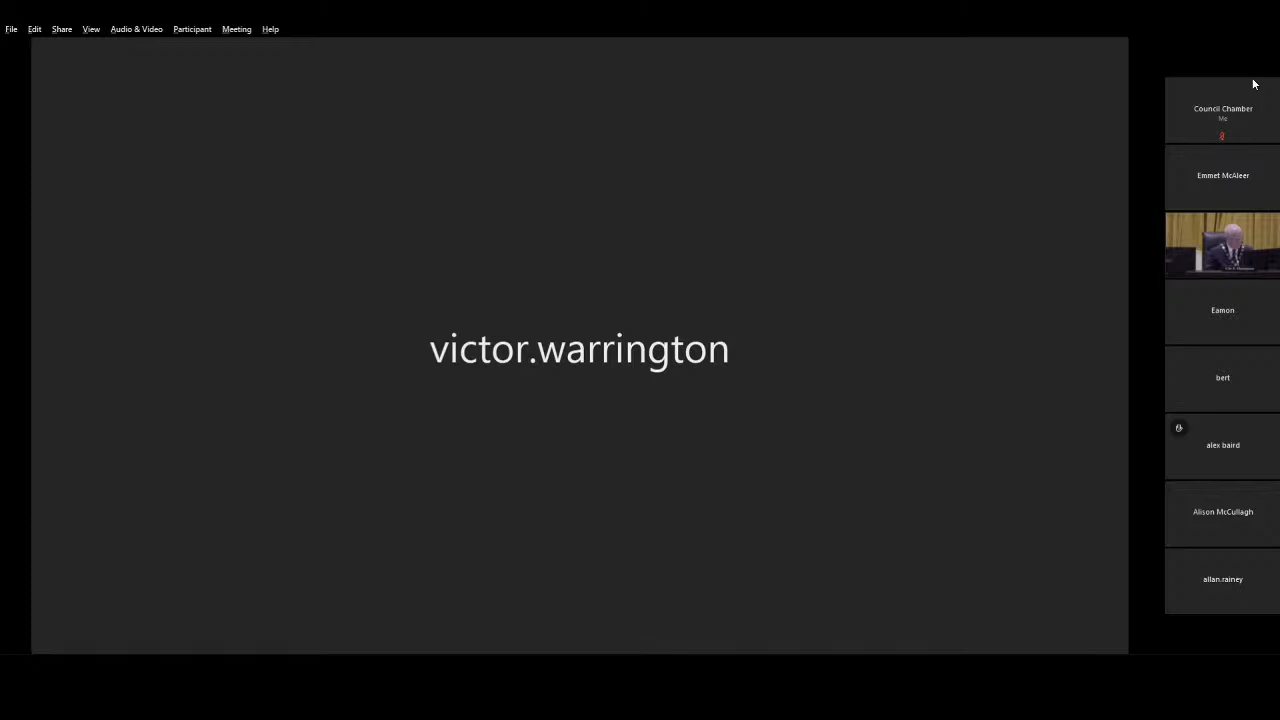 File Edit Share View Audio & Video Participant Meeting Help
victor.warrington
Council Chamber
Me
Emmet McAleer
Eamon
bert
alex baird
Alison McCullagh
allan.rainey